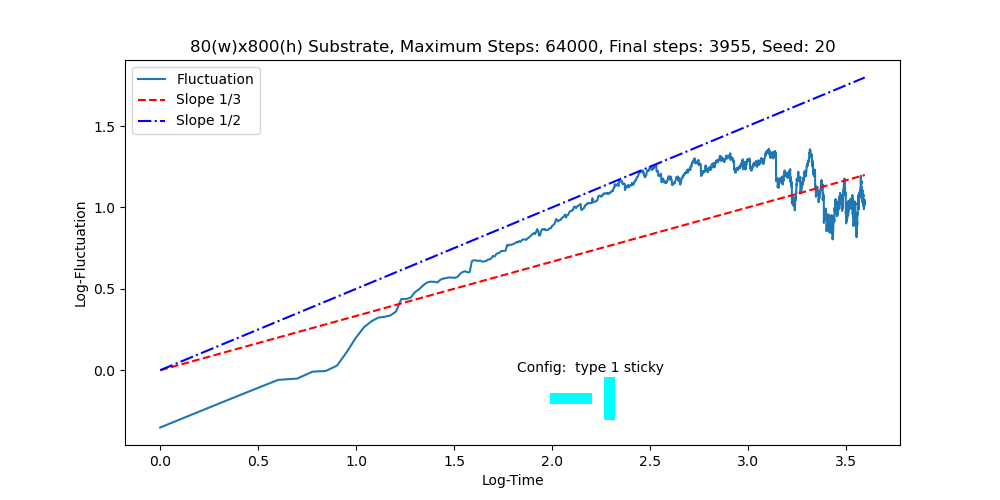 80(w)x800(h) Substrate, Maximum Steps: 64000, Final steps: 3955, Seed: 20
Fluctuation
Slope 1/3
Slope 1/2
1.5
1.0
0.5
0.0
Log-Fluctuation
Config:  type 1 sticky
0.0 0.5 1.0 1.5 2.0 2.5 3.0 3.5
Log-Time